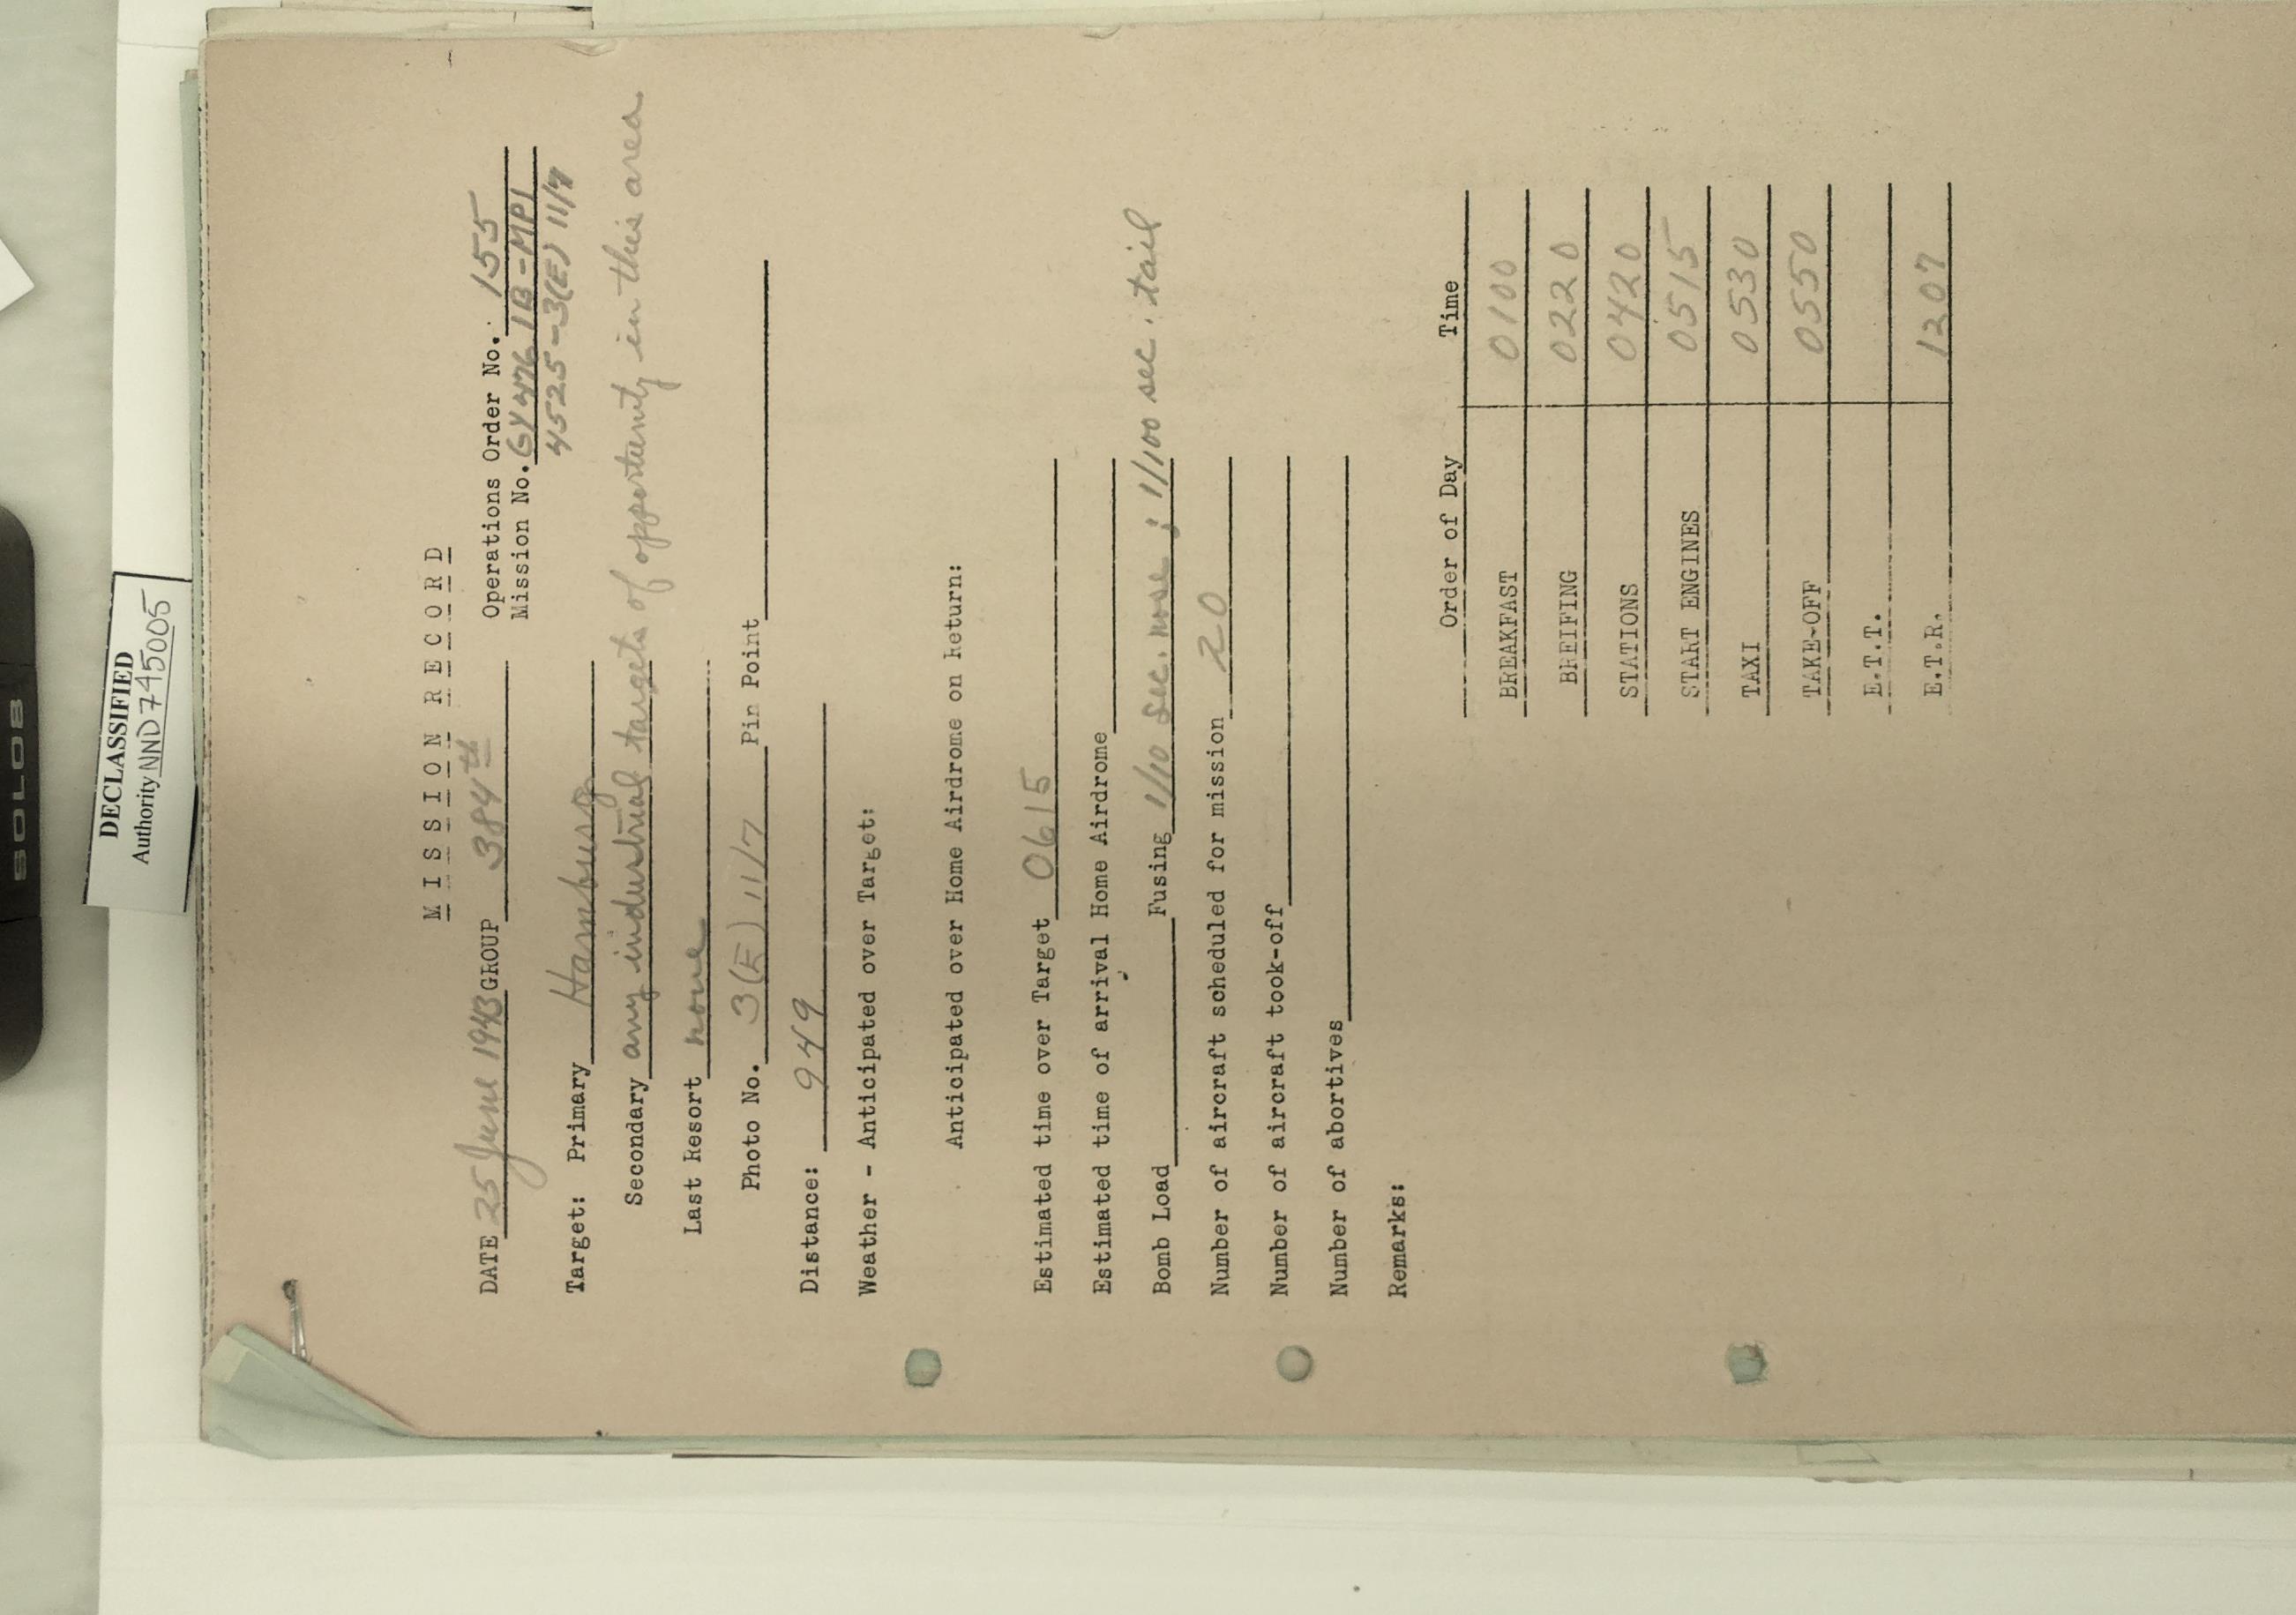 SOLO8
DECLASSIFIED
Authority NND 745005
MISSION RECORD
DATE 25 June 1943 GROUP 384th Operations Order No. 155
Mission No. GY 476 1B-MPI
4525-3(E) 11/7
Target: Primary Hamburg
Secondary any industrial targets of opportunity in this area.
Last Resort none
Photo No. 3(E) 11/7 Pin Point
Distance: 949
Weather - Anticipated over Target:
Anticipated over Home Airdrome on Return:
Estimated time over Target 0615
Estimated time of arrival Home Airdrome
Bomb Load Fusing 1/10 sec. nose ; 1/100 sec. tail
Number of aircraft scheduled for mission 20
Number of aircraft took-off
Number of abortives
Remarks:
Order of Day Time
BREAKFAST 0100
BREIFING 0220
STATIONS 0420
START ENGINES 0515
TAXI 0530
TAKE-OFF 0550
E.T.T.
E.T.R. 1207